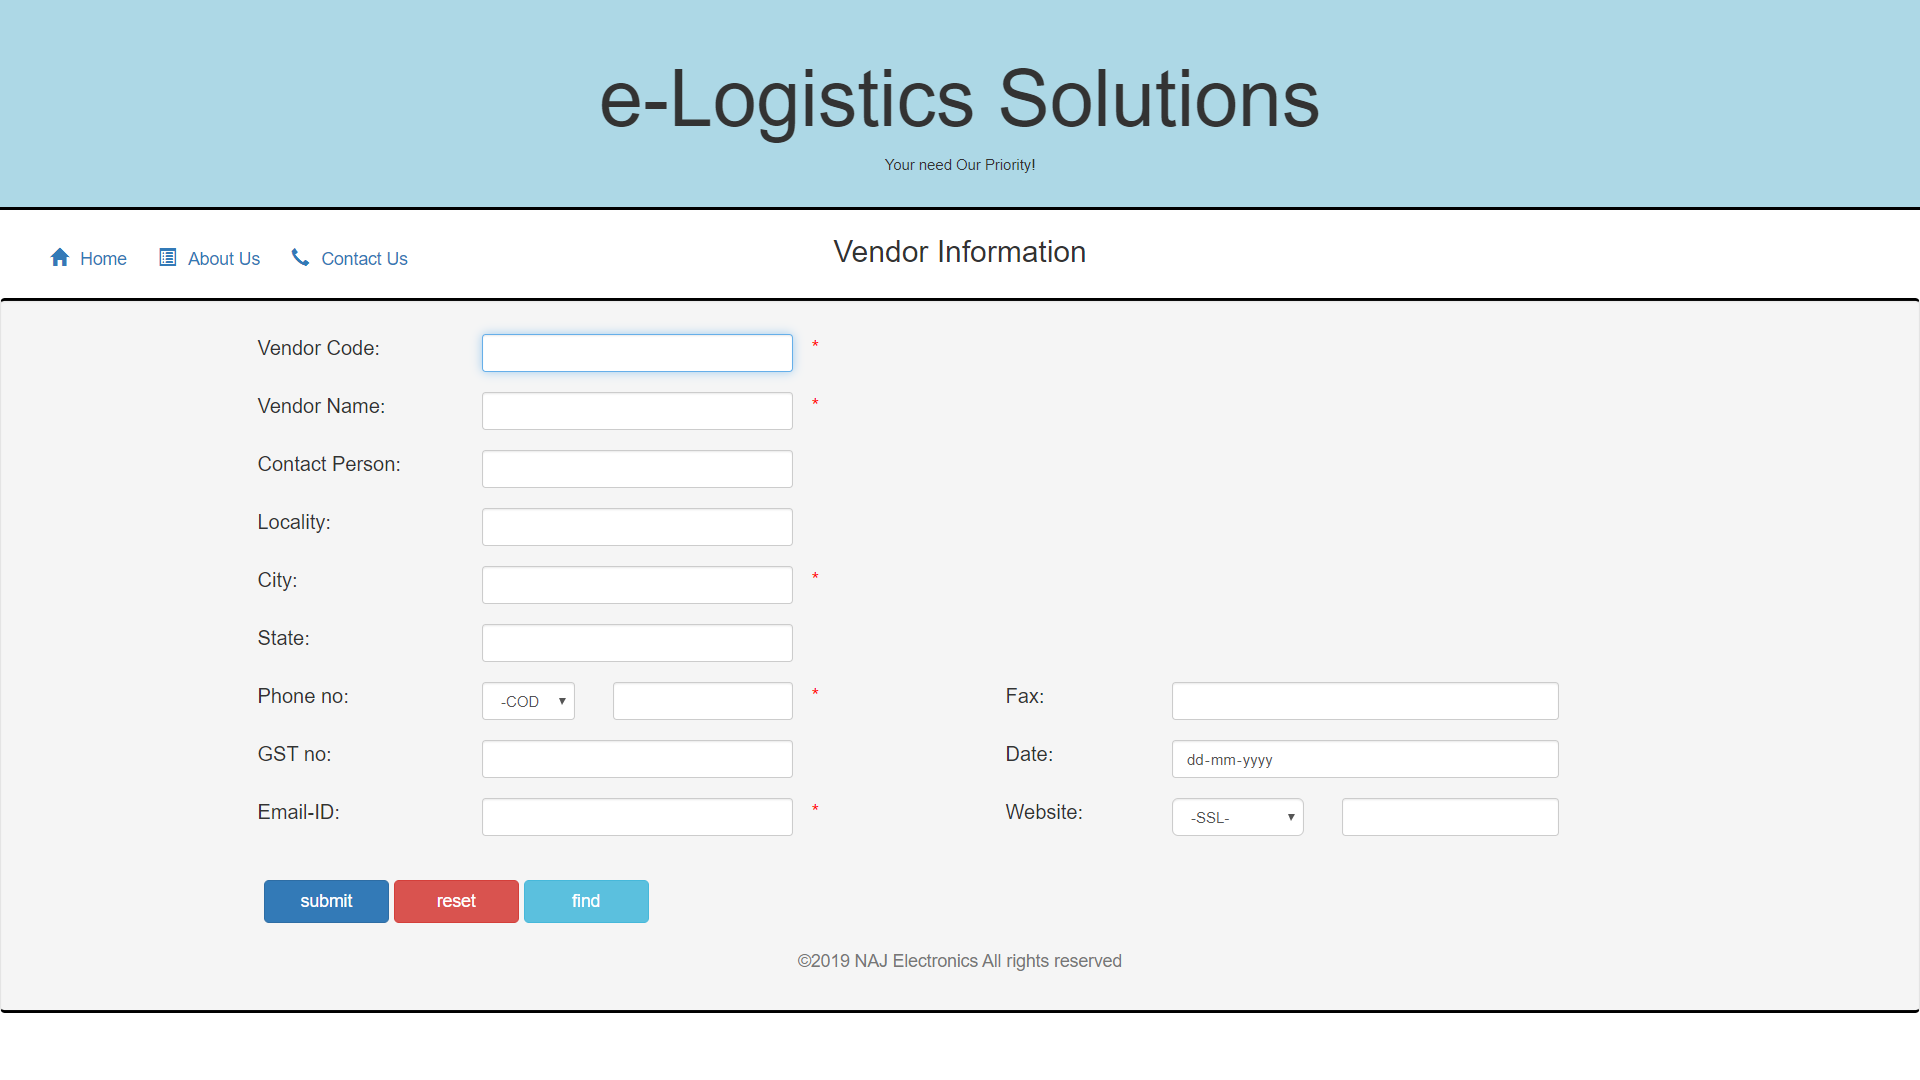 e-Logistics Solutions
Your need Our Priority!
Home About Us Contact Us
Vendor Information
Vendor Code: *
Vendor Name: *
Contact Person:
Locality:
City: *
State:
Phone no: -COD * Fax:
GST no: Date: dd-mm-yyyy
Email-ID: * Website: -SSL-
submit reset find
©2019 NAJ Electronics All rights reserved